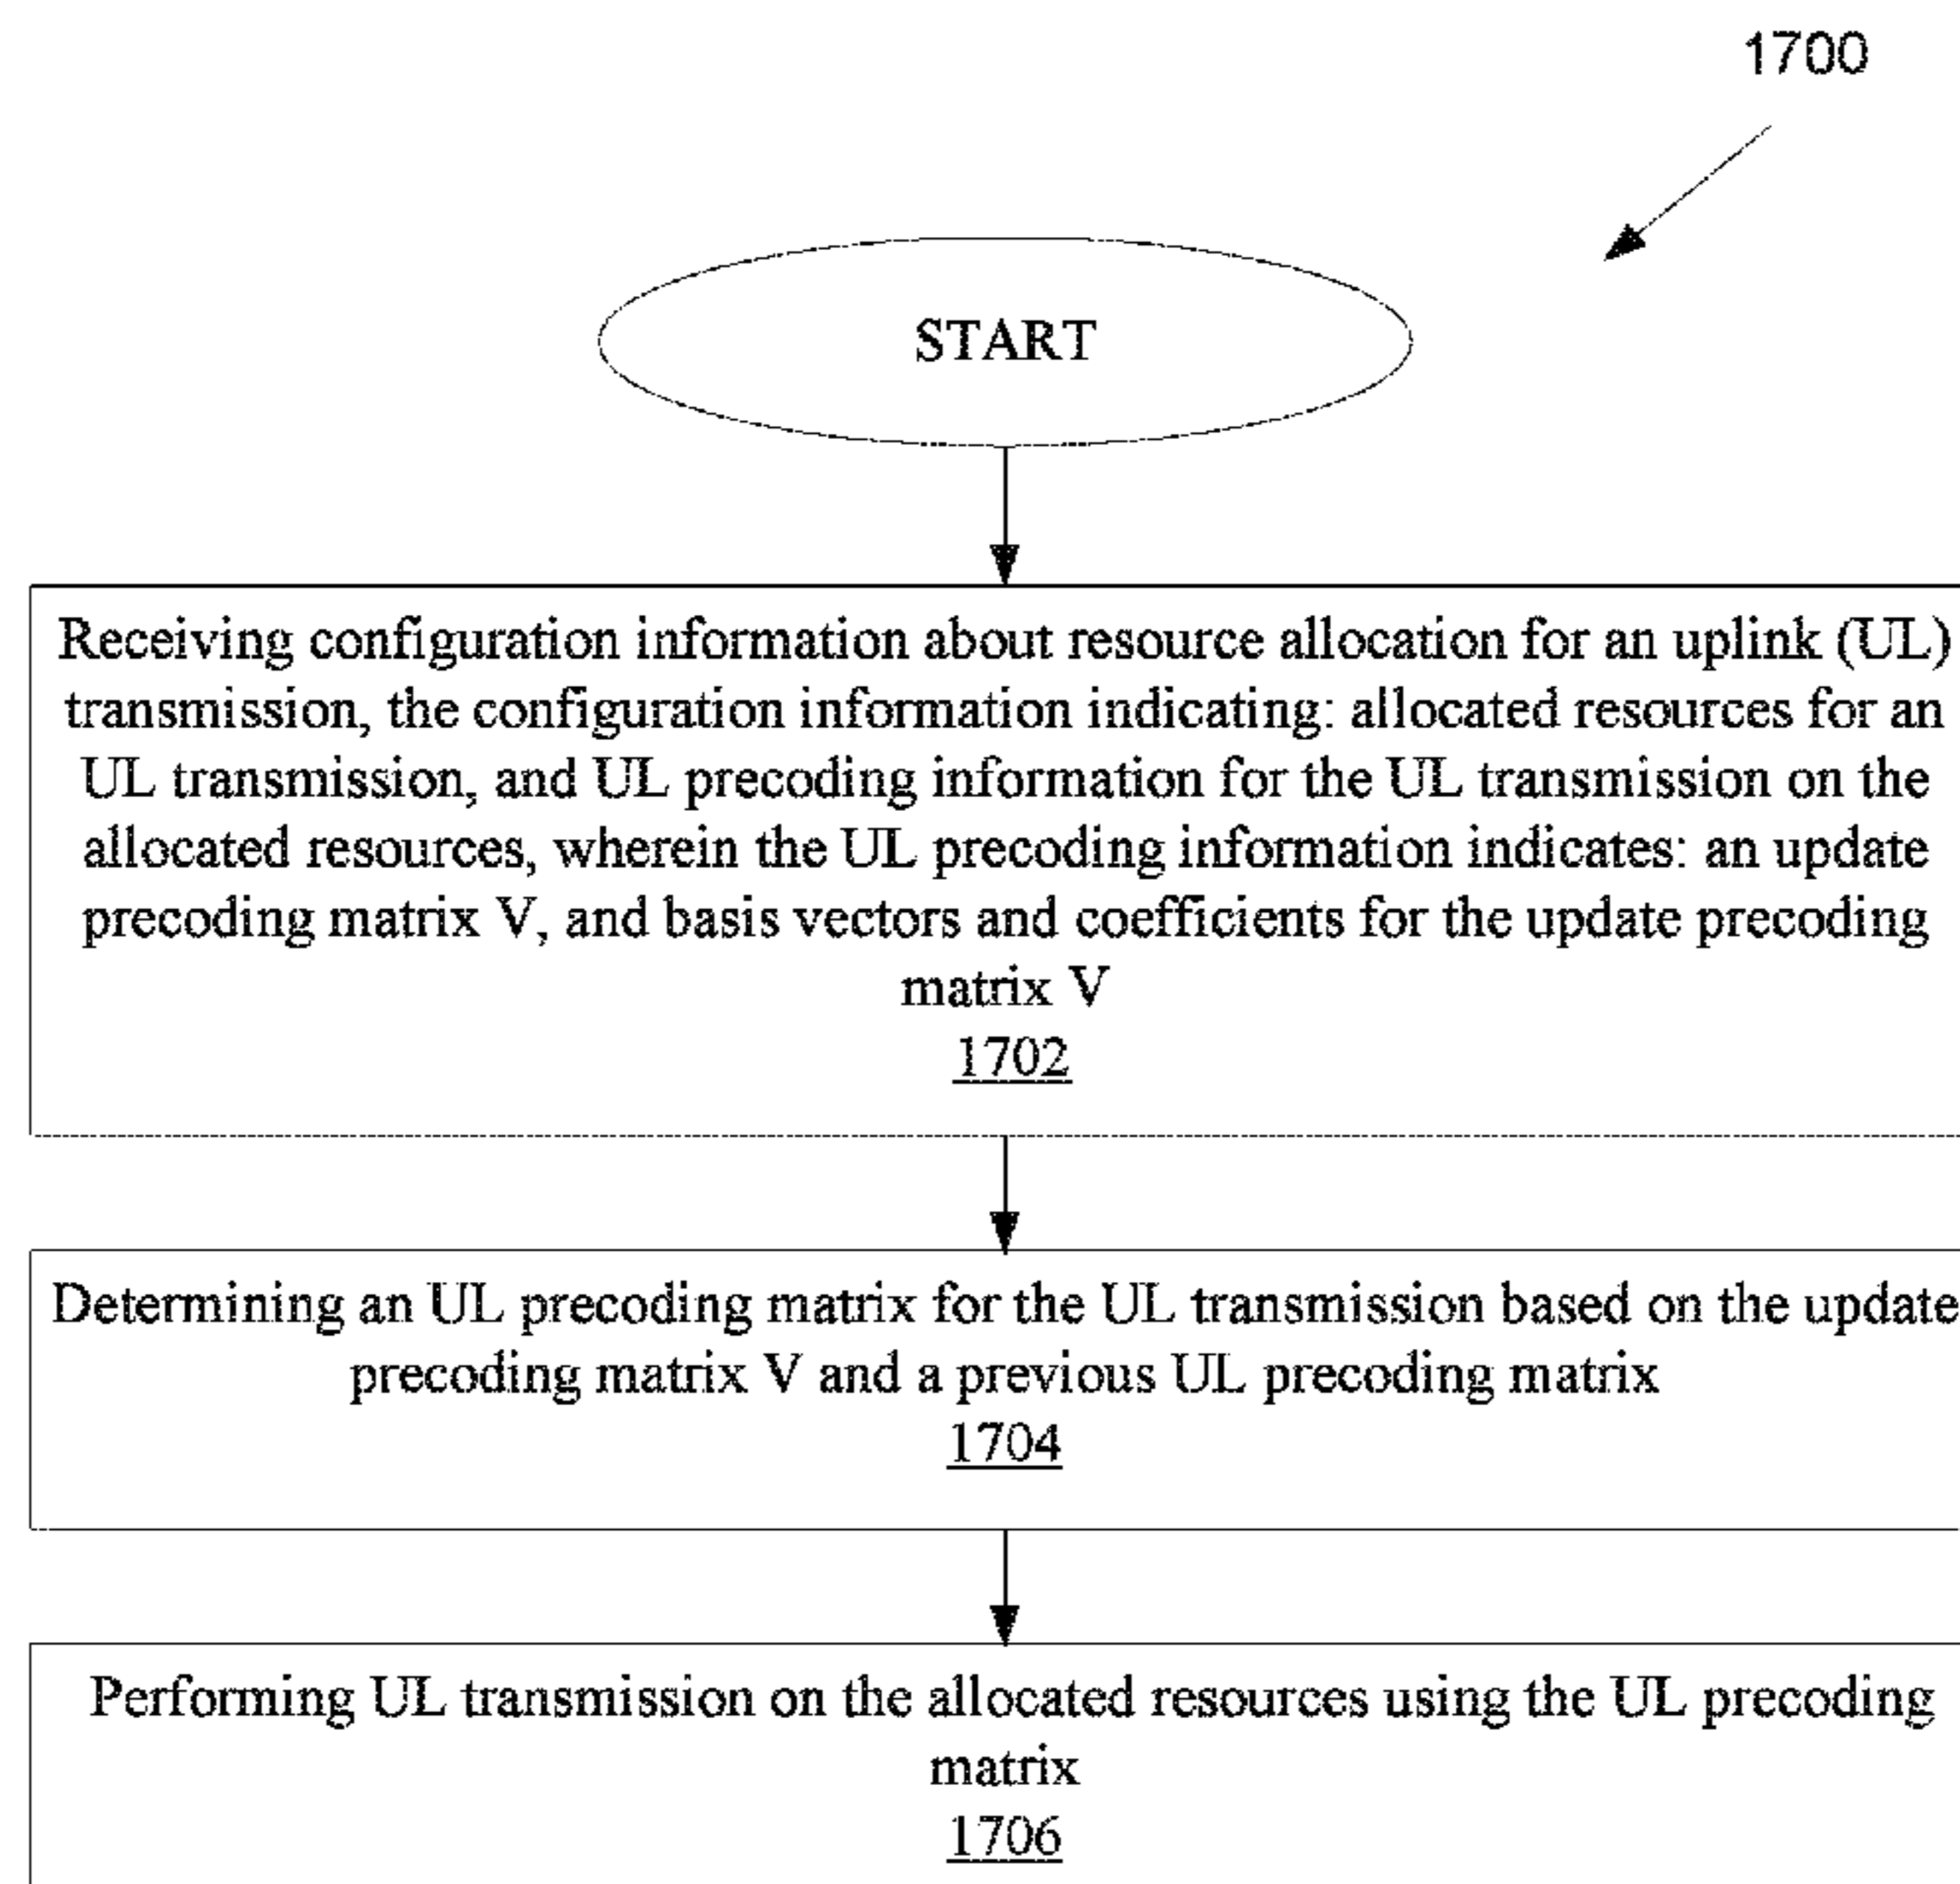 1700
START
Receiving configuration information about resource allocation for an uplink (UL)
transmission, the configuration information indicating: allocated resources for an
UL transmission, and UL precoding information for the UL transmission on the
allocated resources, wherein the UL precoding information indicates: an update
precoding matrix V, and basis vectors and coefficients for the update precoding
matrix V
1702
Determining an UL precoding matrix for the UL transmission based on the update
precoding matrix V and a previous UL precoding matrix
1704
Performing UL transmission on the allocated resources using the UL precoding
matrix
1706